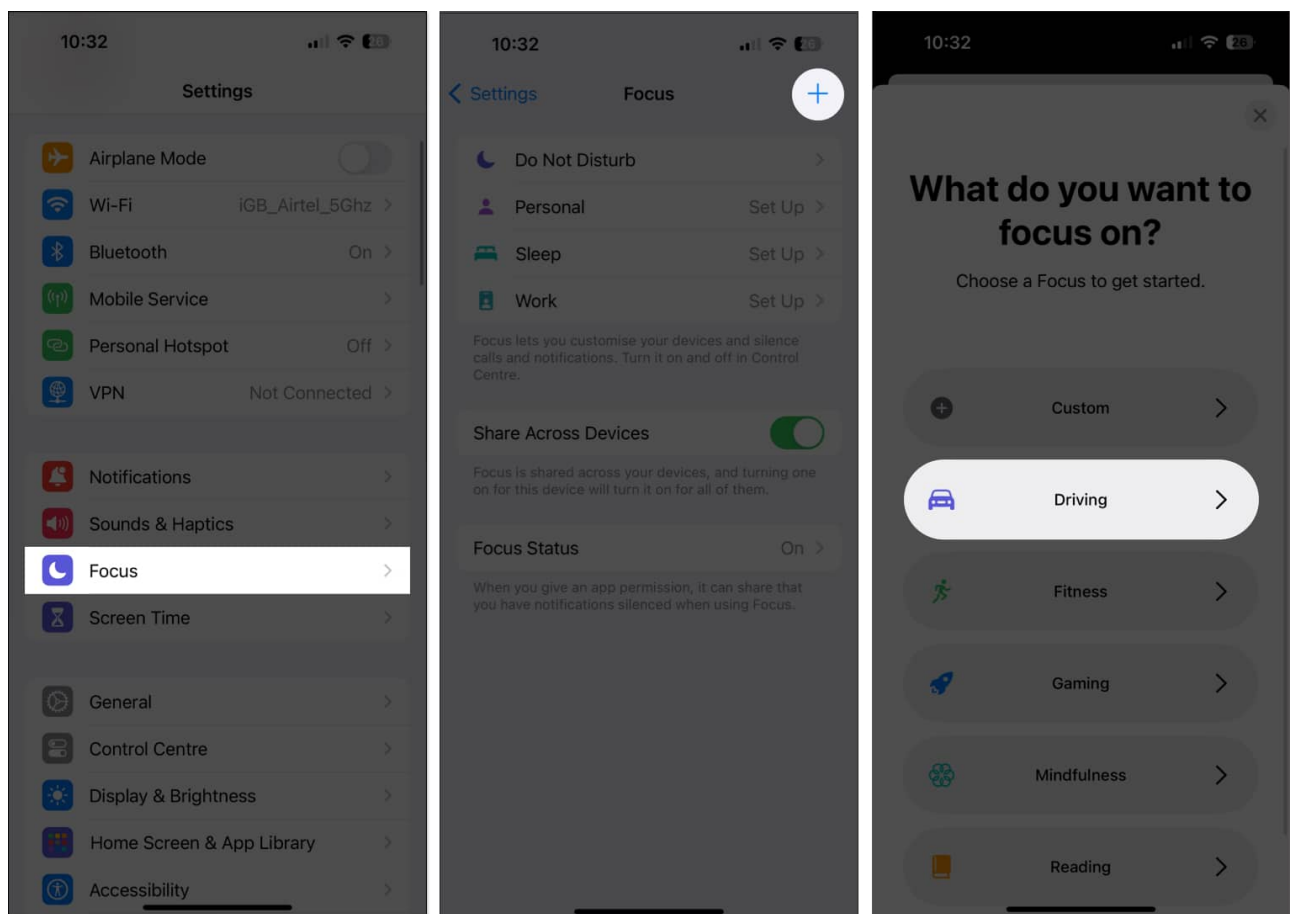 10:32
26
Settings
Airplane Mode
Wi-Fi iGB_Airtel_5Ghz
Bluetooth On
Mobile Service
Personal Hotspot Off
VPN Not Connected
Notifications
Sounds & Haptics
Focus
Screen Time
General
Control Centre
Display & Brightness
Home Screen & App Library
Accessibility
10:32
26
Settings Focus
Do Not Disturb
Personal Set Up
Sleep Set Up
Work Set Up
Focus lets you customise your devices and silence
calls and notifications. Turn it on and off in Control
Centre.
Share Across Devices
Focus is shared across your devices, and turning one
on for this device will turn it on for all of them.
Focus Status On
When you give an app permission, it can share that
you have notifications silenced when using Focus.
10:32
26
What do you want to
focus on?
Choose a Focus to get started.
Custom
Driving
Fitness
Gaming
Mindfulness
Reading